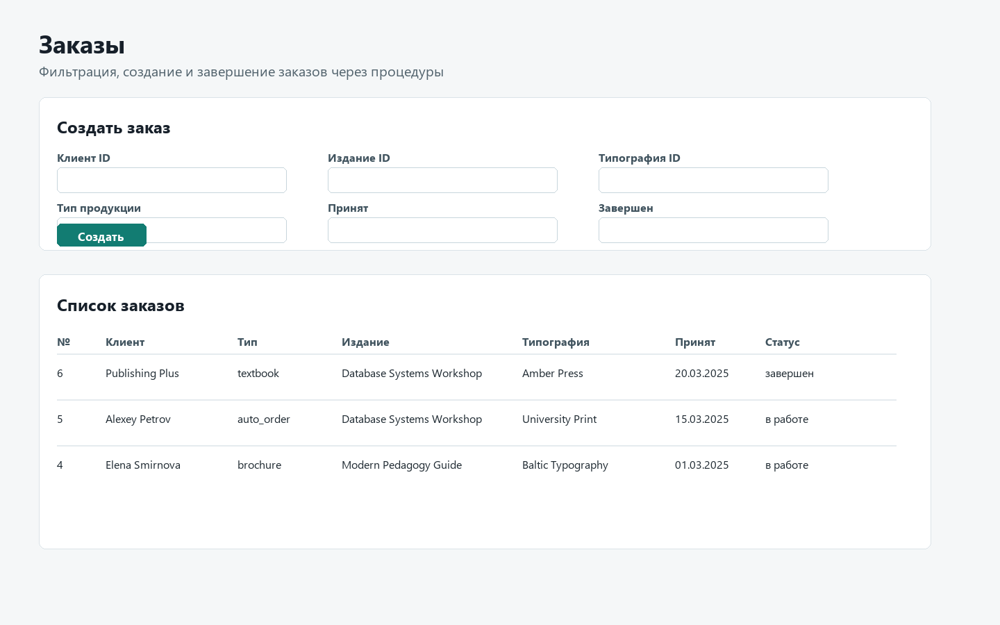 Заказы
Фильтрация, создание и завершение заказов через процедуры
Создать заказ
Клиент ID Издание ID Типография ID
Тип продукции Принят Завершен
Создать
Список заказов
№ Клиент Тип Издание Типография Принят Статус
6 Publishing Plus textbook Database Systems Workshop Amber Press 20.03.2025 завершен
5 Alexey Petrov auto_order Database Systems Workshop University Print 15.03.2025 в работе
4 Elena Smirnova brochure Modern Pedagogy Guide Baltic Typography 01.03.2025 в работе